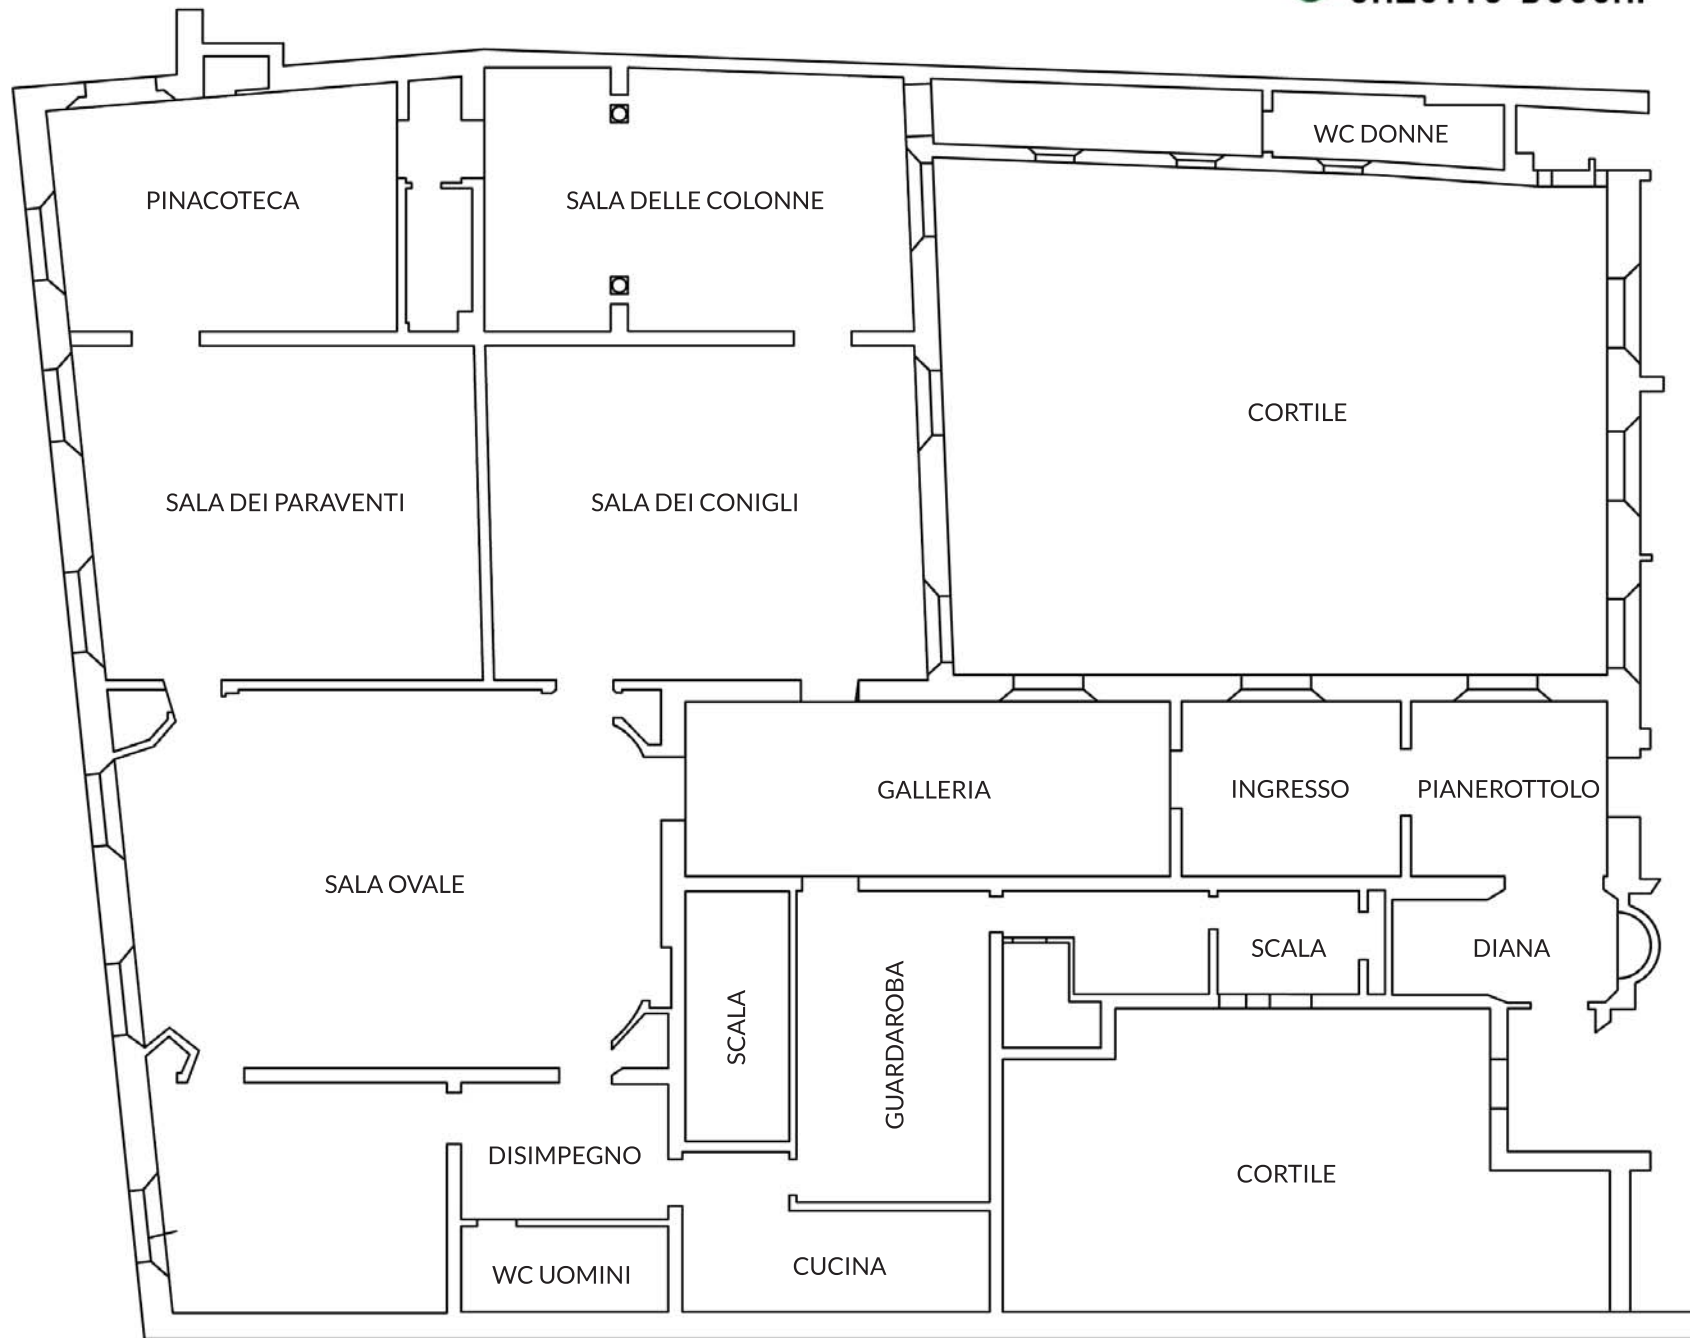 WC DONNE
PINACOTECA
SALA DELLE COLONNE
CORTILE
SALA DEI PARAVENTI
SALA DEI CONIGLI
GALLERIA
INGRESSO
PIANEROTTOLO
SALA OVALE
SCALA
DIANA
SCALA
GUARDAROBA
DISIMPEGNO
CORTILE
WC UOMINI
CUCINA